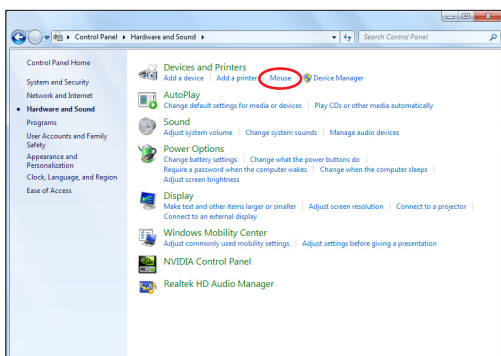 Control Panel ▸ Hardware and Sound ▸
Search Control Panel
Control Panel Home
System and Security
Network and Internet
Hardware and Sound
Programs
User Accounts and Family
Safety
Appearance and
Personalization
Clock, Language, and Region
Ease of Access
Devices and Printers
Add a device | Add a printer | Mouse | Device Manager
AutoPlay
Change default settings for media or devices | Play CDs or other media automatically
Sound
Adjust system volume | Change system sounds | Manage audio devices
Power Options
Change battery settings | Change what the power buttons do |
Require a password when the computer wakes | Change when the computer sleeps |
Adjust screen brightness
Display
Make text and other items larger or smaller | Adjust screen resolution | Connect to a projector |
Connect to an external display
Windows Mobility Center
Adjust commonly used mobility settings | Adjust settings before giving a presentation
NVIDIA Control Panel
Realtek HD Audio Manager